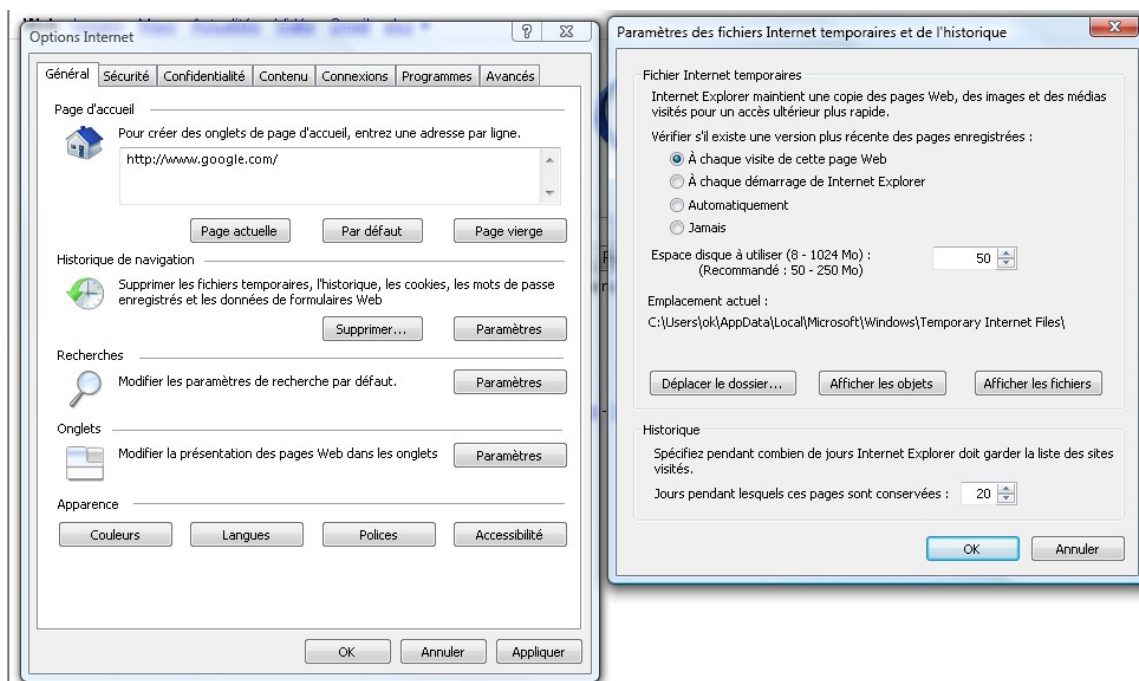 Options Internet
Général Sécurité Confidentialité Contenu Connexions Programmes Avancés
Page d'accueil
Pour créer des onglets de page d'accueil, entrez une adresse par ligne.
http://www.google.com/
Page actuelle Par défaut Page vierge
Historique de navigation
Supprimer les fichiers temporaires, l'historique, les cookies, les mots de passe
enregistrés et les données de formulaires Web
Supprimer... Paramètres
Recherches
Modifier les paramètres de recherche par défaut. Paramètres
Onglets
Modifier la présentation des pages Web dans les onglets Paramètres
Apparence
Couleurs Langues Polices Accessibilité
OK Annuler Appliquer
Paramètres des fichiers Internet temporaires et de l'historique
Fichier Internet temporaires
Internet Explorer maintient une copie des pages Web, des images et des médias
visités pour un accès ultérieur plus rapide.
Vérifier s'il existe une version plus récente des pages enregistrées :
À chaque visite de cette page Web
À chaque démarrage de Internet Explorer
Automatiquement
Jamais
Espace disque à utiliser (8 - 1024 Mo) : 50
(Recommandé : 50 - 250 Mo)
Emplacement actuel :
C:\Users\ok\AppData\Local\Microsoft\Windows\Temporary Internet Files\
Déplacer le dossier... Afficher les objets Afficher les fichiers
Historique
Spécifiez pendant combien de jours Internet Explorer doit garder la liste des sites
visités.
Jours pendant lesquels ces pages sont conservées : 20
OK Annuler